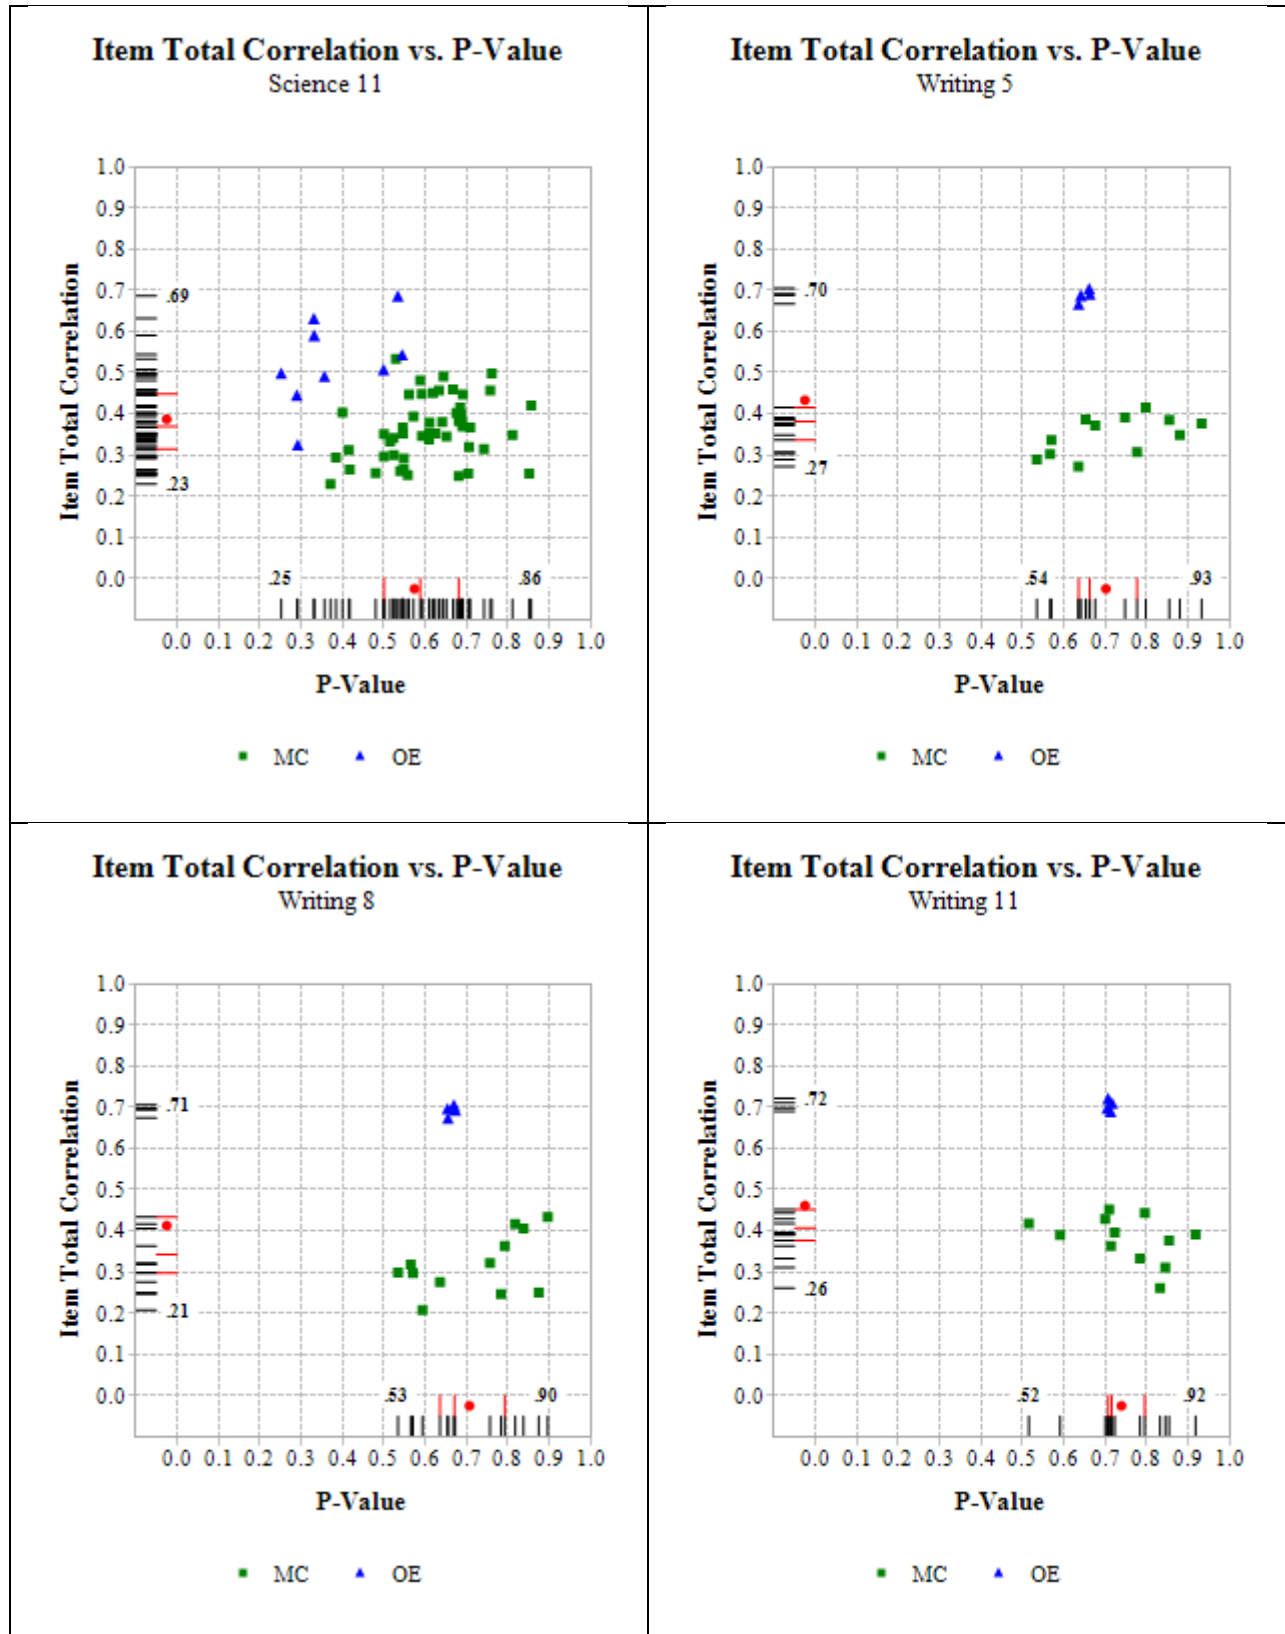 Item Total Correlation vs. P-Value
Science 11
1.0
0.9
0.8
0.7
0.6
0.5
0.4
0.3
0.2
0.1
0.0
Item Total Correlation
.69
.23
.25
.86
0.0 0.1 0.2 0.3 0.4 0.5 0.6 0.7 0.8 0.9 1.0
P-Value
MC OE
Item Total Correlation vs. P-Value
Writing 5
1.0
0.9
0.8
0.7
0.6
0.5
0.4
0.3
0.2
0.1
0.0
Item Total Correlation
.70
.27
.54
.93
0.0 0.1 0.2 0.3 0.4 0.5 0.6 0.7 0.8 0.9 1.0
P-Value
MC OE
Item Total Correlation vs. P-Value
Writing 8
1.0
0.9
0.8
0.7
0.6
0.5
0.4
0.3
0.2
0.1
0.0
Item Total Correlation
.71
.21
.53
.90
0.0 0.1 0.2 0.3 0.4 0.5 0.6 0.7 0.8 0.9 1.0
P-Value
MC OE
Item Total Correlation vs. P-Value
Writing 11
1.0
0.9
0.8
0.7
0.6
0.5
0.4
0.3
0.2
0.1
0.0
Item Total Correlation
.72
.26
.52
.92
0.0 0.1 0.2 0.3 0.4 0.5 0.6 0.7 0.8 0.9 1.0
P-Value
MC OE